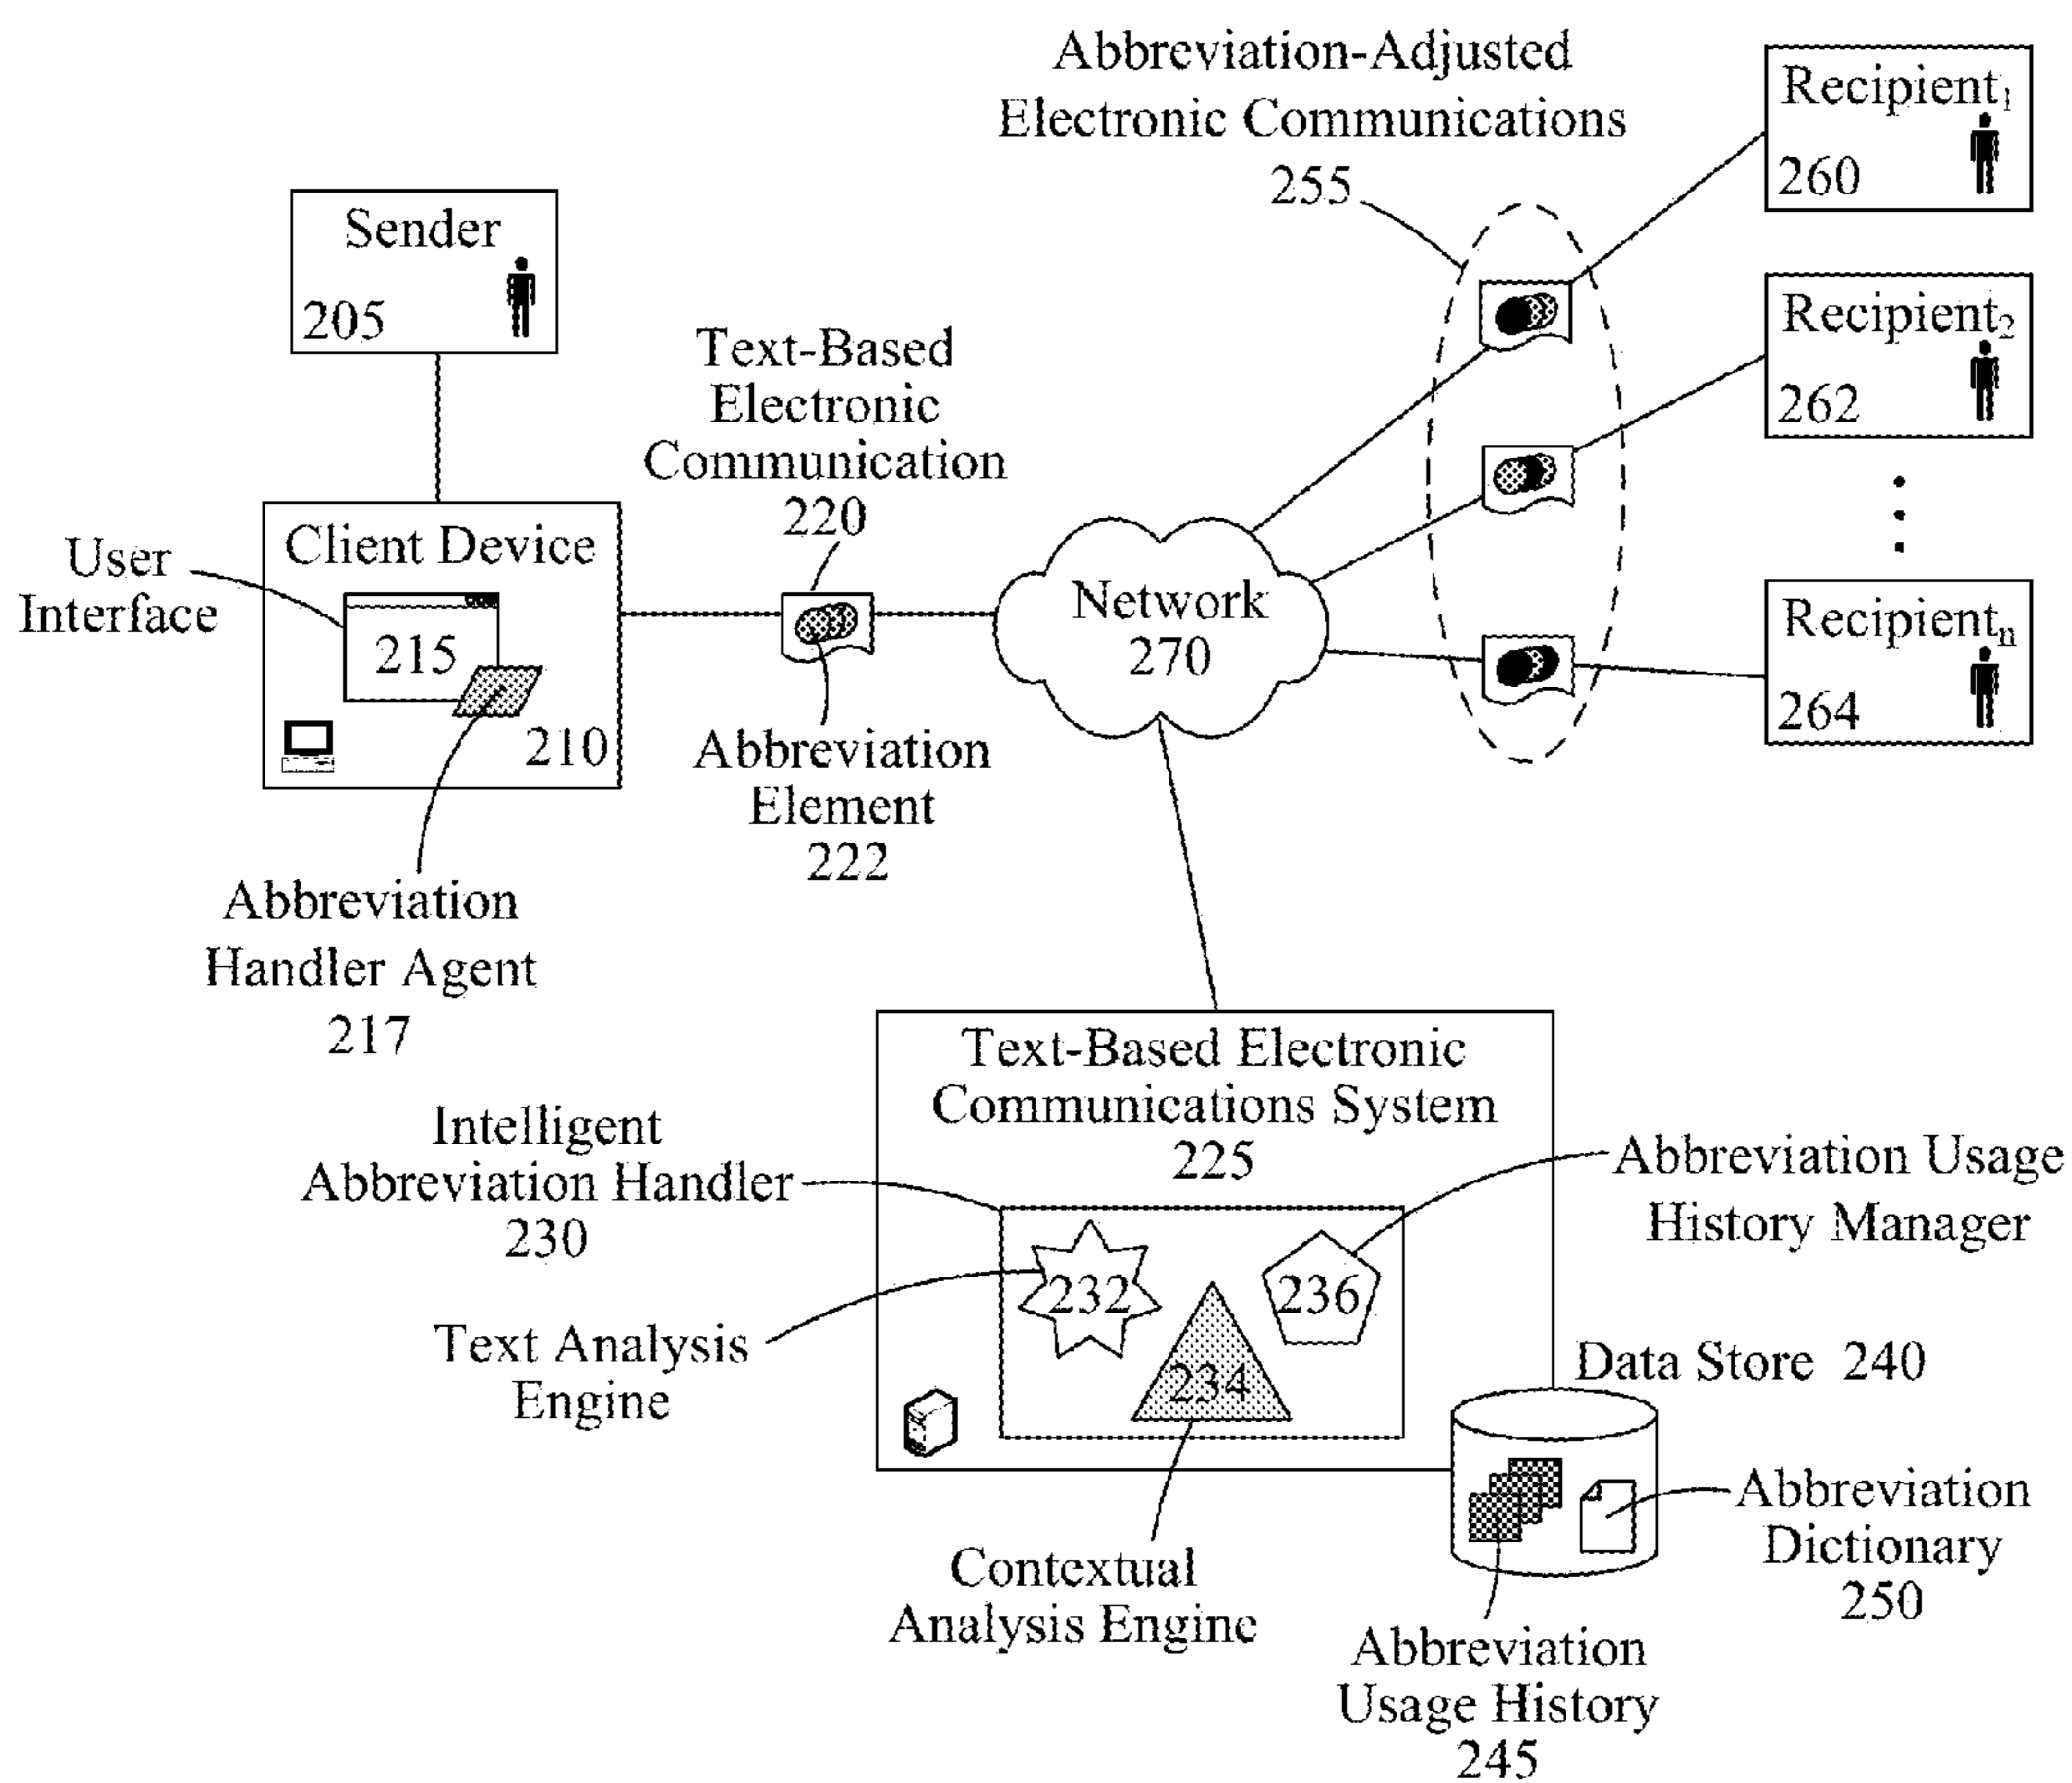 Abbreviation-Adjusted
Electronic Communications
255
Recipient1
260
Sender
205
Recipient2
262
Text-Based
Electronic
Communication
220
Client Device
User
Interface
215
210
Network
270
Recipientn
264
Abbreviation
Element
222
Abbreviation
Handler Agent
217
Text-Based Electronic
Communications System
225
Intelligent
Abbreviation Handler
230
Abbreviation Usage
History Manager
232
236
234
Text Analysis
Engine
Data Store 240
Contextual
Analysis Engine
Abbreviation
Dictionary
250
Abbreviation
Usage History
245